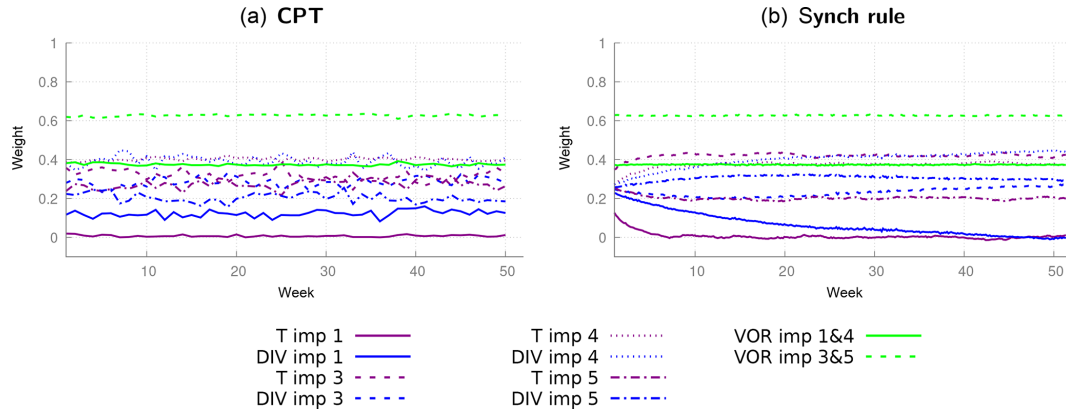 (a) CPT
(b) Synch rule
1
0.8
0.6
0.4
0.2
0
Weight
10
20
30
40
50
Week
1
0.8
0.6
0.4
0.2
0
Weight
10
20
30
40
50
Week
T imp 1
DIV imp 1
T imp 3
DIV imp 3
T imp 4
DIV imp 4
T imp 5
DIV imp 5
VOR imp 1&4
VOR imp 3&5